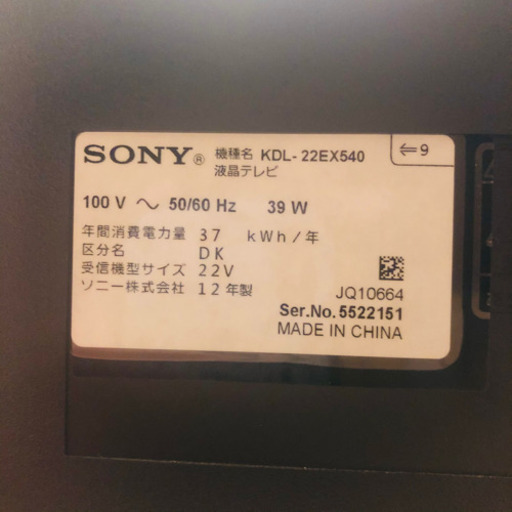 SONY® 機種名 KDL-22EX540 ⇐9
液晶テレビ
100 V ～ 50/60 Hz 39 W
年間消費電力量 37 kWh/年
区分名 DK
受信機型サイズ 22V
ソニー株式会社 12年製
JQ10664
Ser.No. 5522151
MADE IN CHINA